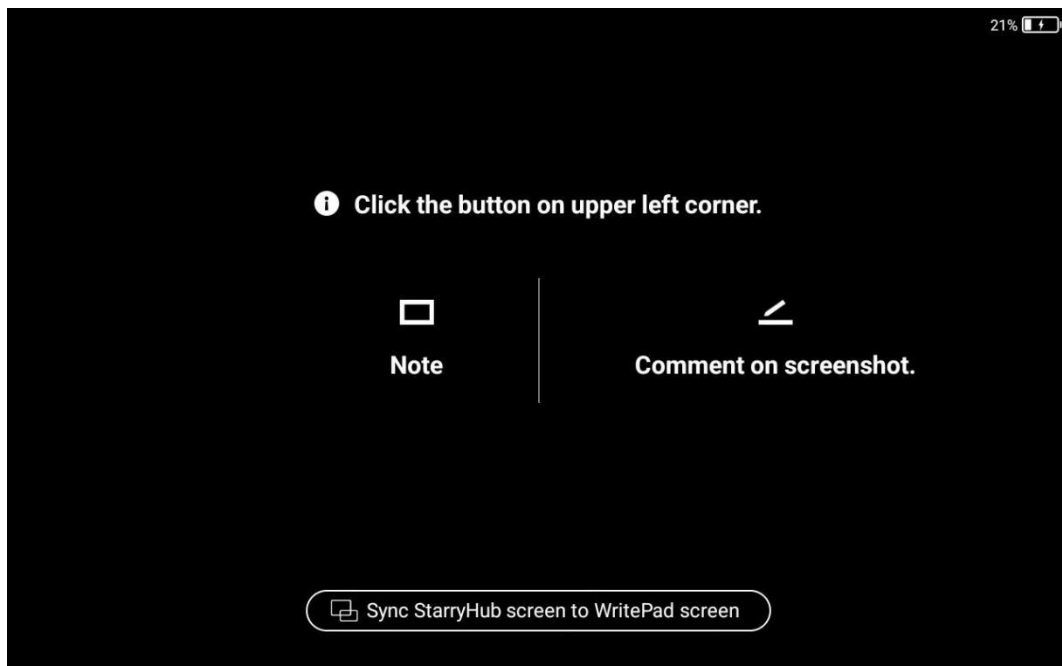 21%
Click the button on upper left corner.
Note
Comment on screenshot.
Sync StarryHub screen to WritePad screen